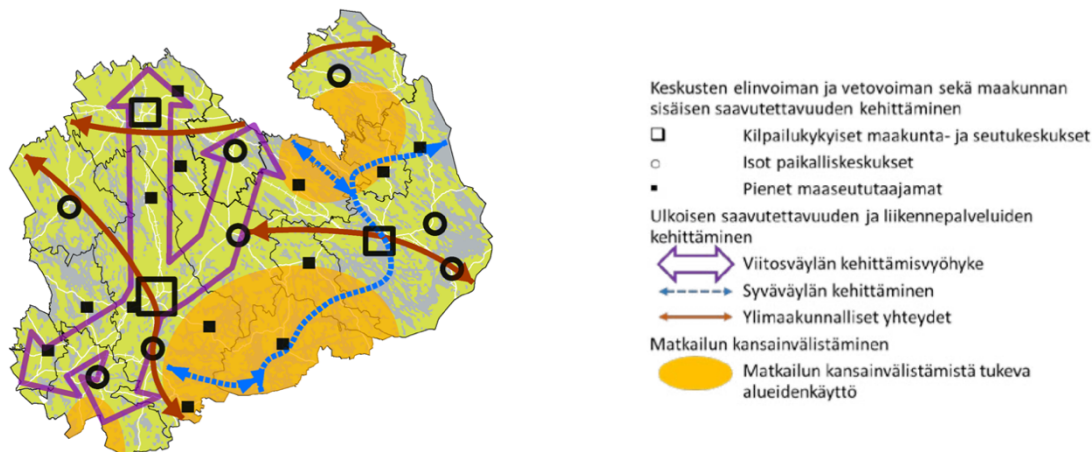 Keskusten elinvoiman ja vetovoiman sekä maakunnan
sisäisen saavutettavuuden kehittäminen
Kilpailukykyiset maakunta- ja seutukeskukset
Isot paikalliskeskukset
Pienet maaseututaajamat
Ulkoisen saavutettavuuden ja liikennepalveluiden
kehittäminen
Viitosväylän kehittämisvyöhyke
Syväväylän kehittäminen
Ylimaakunnalliset yhteydet
Matkailun kansainvälistäminen
Matkailun kansainvälistämistä tukeva
alueidenkäyttö